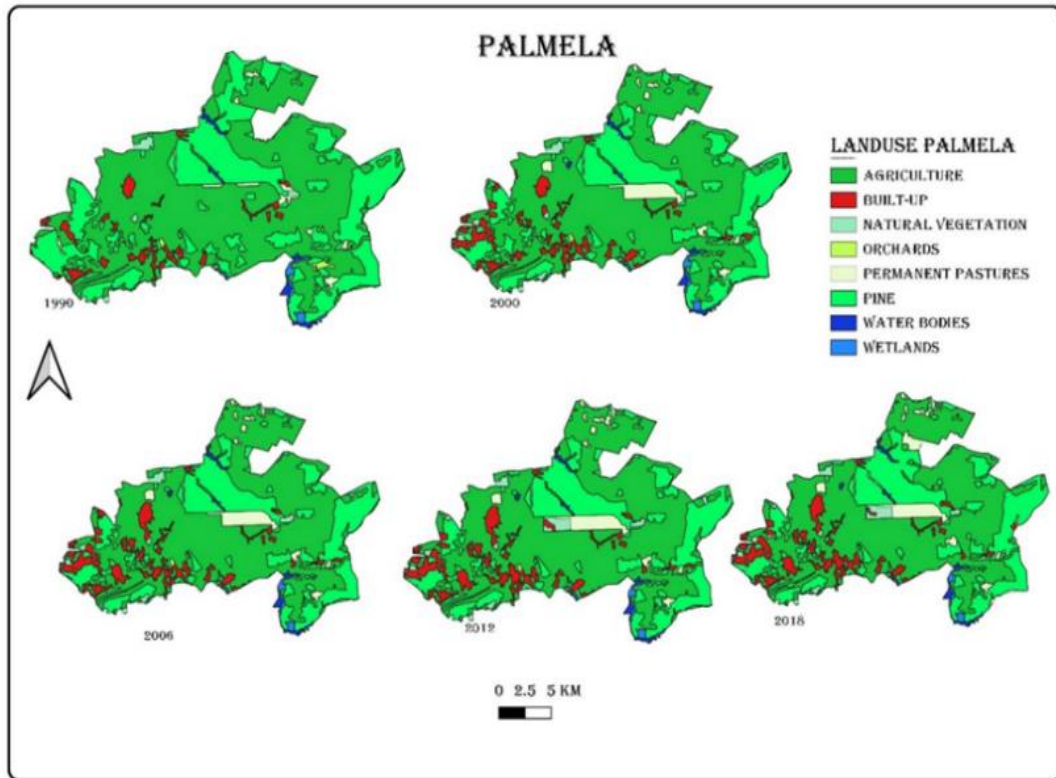 PALMELA
LANDUSE PALMELA
AGRICULTURE
BUILT-UP
NATURAL VEGETATION
ORCHARDS
PERMANENT PASTURES
PINE
WATER BODIES
WETLANDS
1990
2000
2006
2012
2018
0 2.5 5 KM